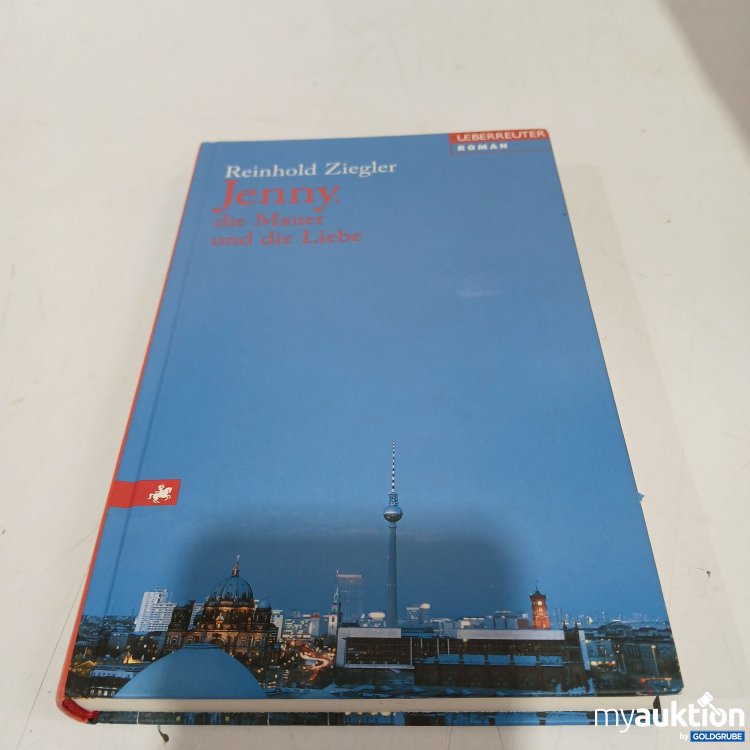 UEBERREUTER
ROMAN
Reinhold Ziegler
Jenny,
die Mauer
und die Liebe
myauktion
by GOLDGRUBE